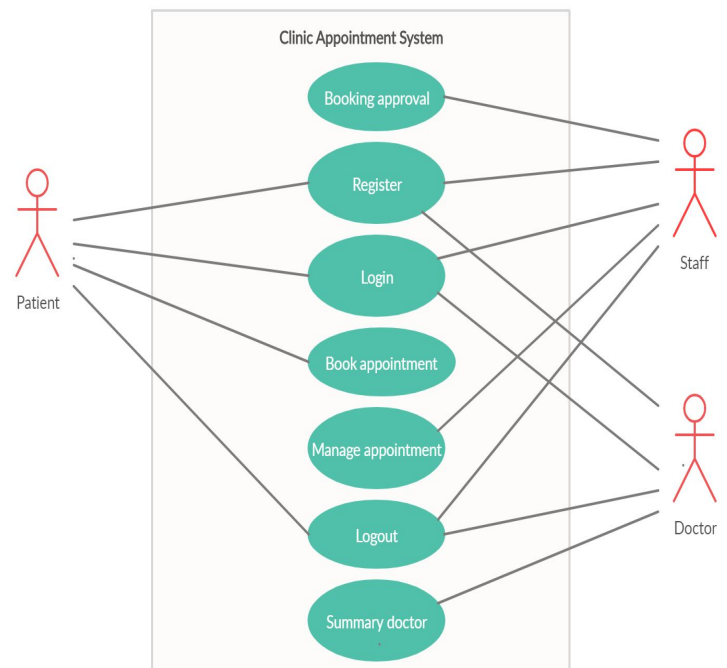 Clinic Appointment System
Booking approval
Register
Login
Book appointment
Manage appointment
Logout
Summary doctor
Patient
Staff
Doctor